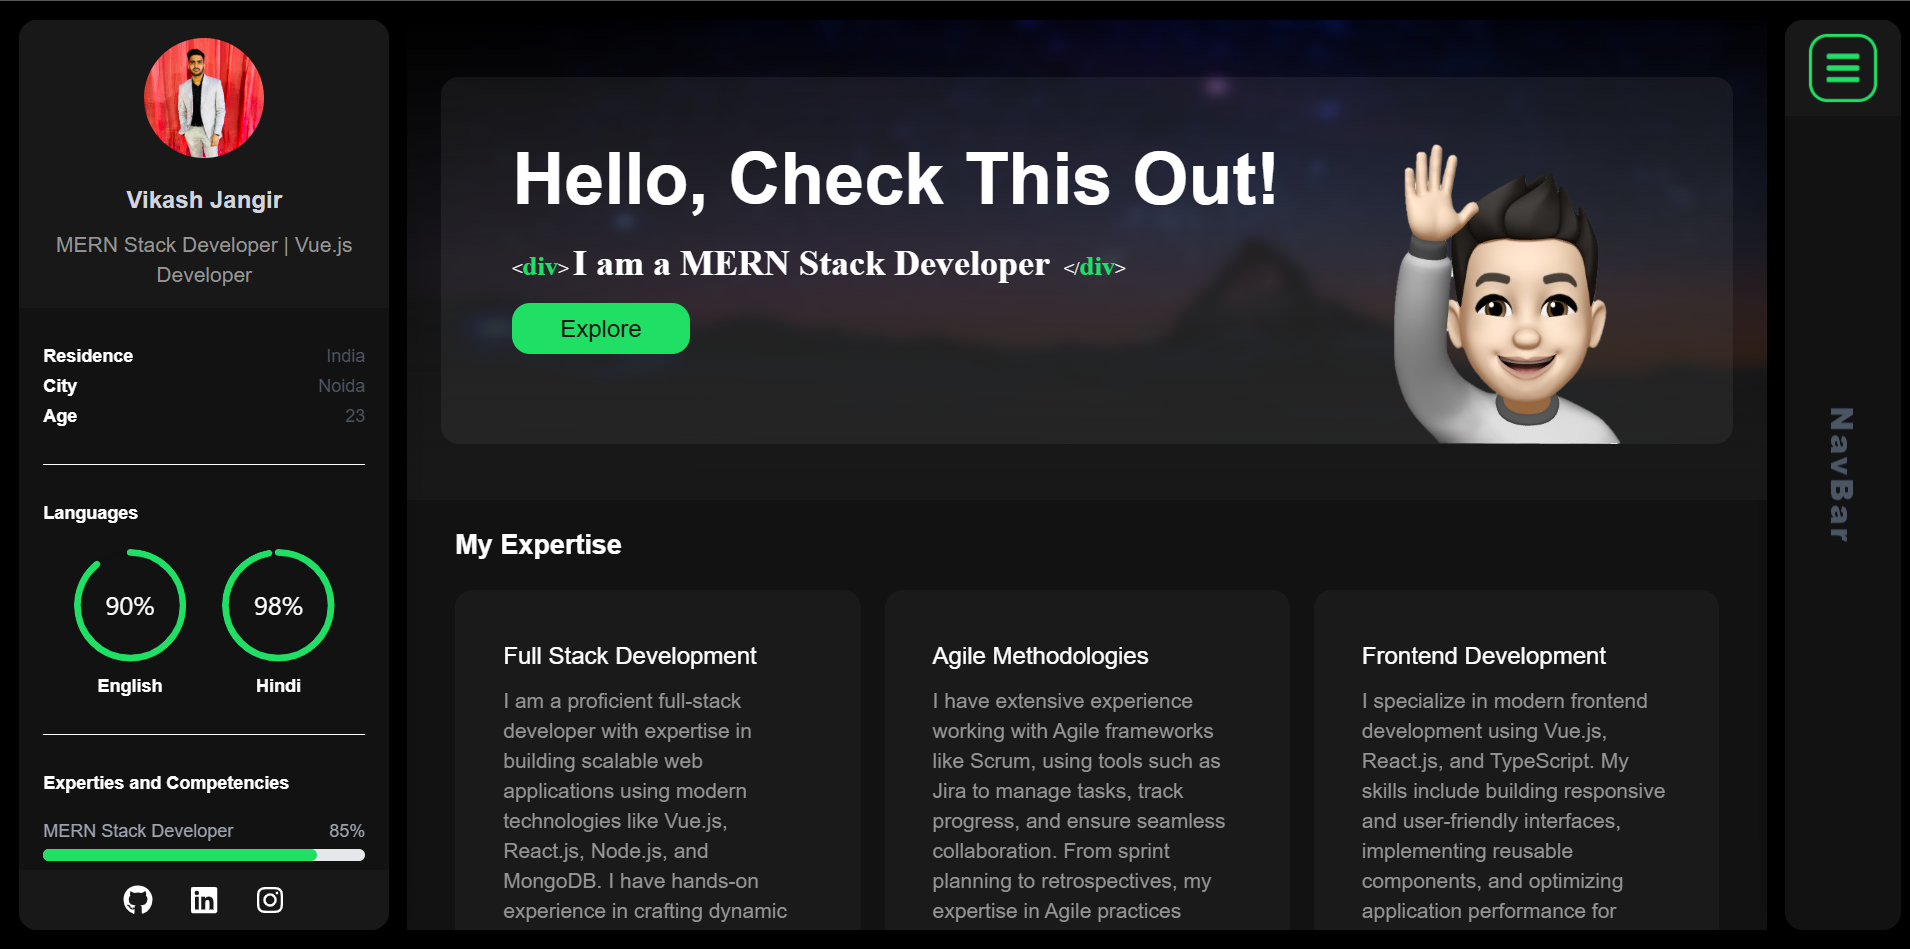 Vikash Jangir
MERN Stack Developer | Vue.js
Developer
Residence India
City Noida
Age 23
Languages
90% 98%
English Hindi
Experties and Competencies
MERN Stack Developer 85%
Hello, Check This Out!
<div> I am a MERN Stack Developer </div>
Explore
My Expertise
Full Stack Development
I am a proficient full-stack
developer with expertise in
building scalable web
applications using modern
technologies like Vue.js,
React.js, Node.js, and
MongoDB. I have hands-on
experience in crafting dynamic
Agile Methodologies
I have extensive experience
working with Agile frameworks
like Scrum, using tools such as
Jira to manage tasks, track
progress, and ensure seamless
collaboration. From sprint
planning to retrospectives, my
expertise in Agile practices
Frontend Development
I specialize in modern frontend
development using Vue.js,
React.js, and TypeScript. My
skills include building responsive
and user-friendly interfaces,
implementing reusable
components, and optimizing
application performance for
NavBar